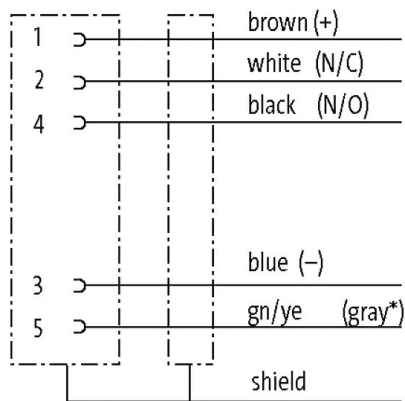 1 brown (+)
2 white (N/C)
4 black (N/O)
3 blue (–)
5 gn/ye (gray*)
shield